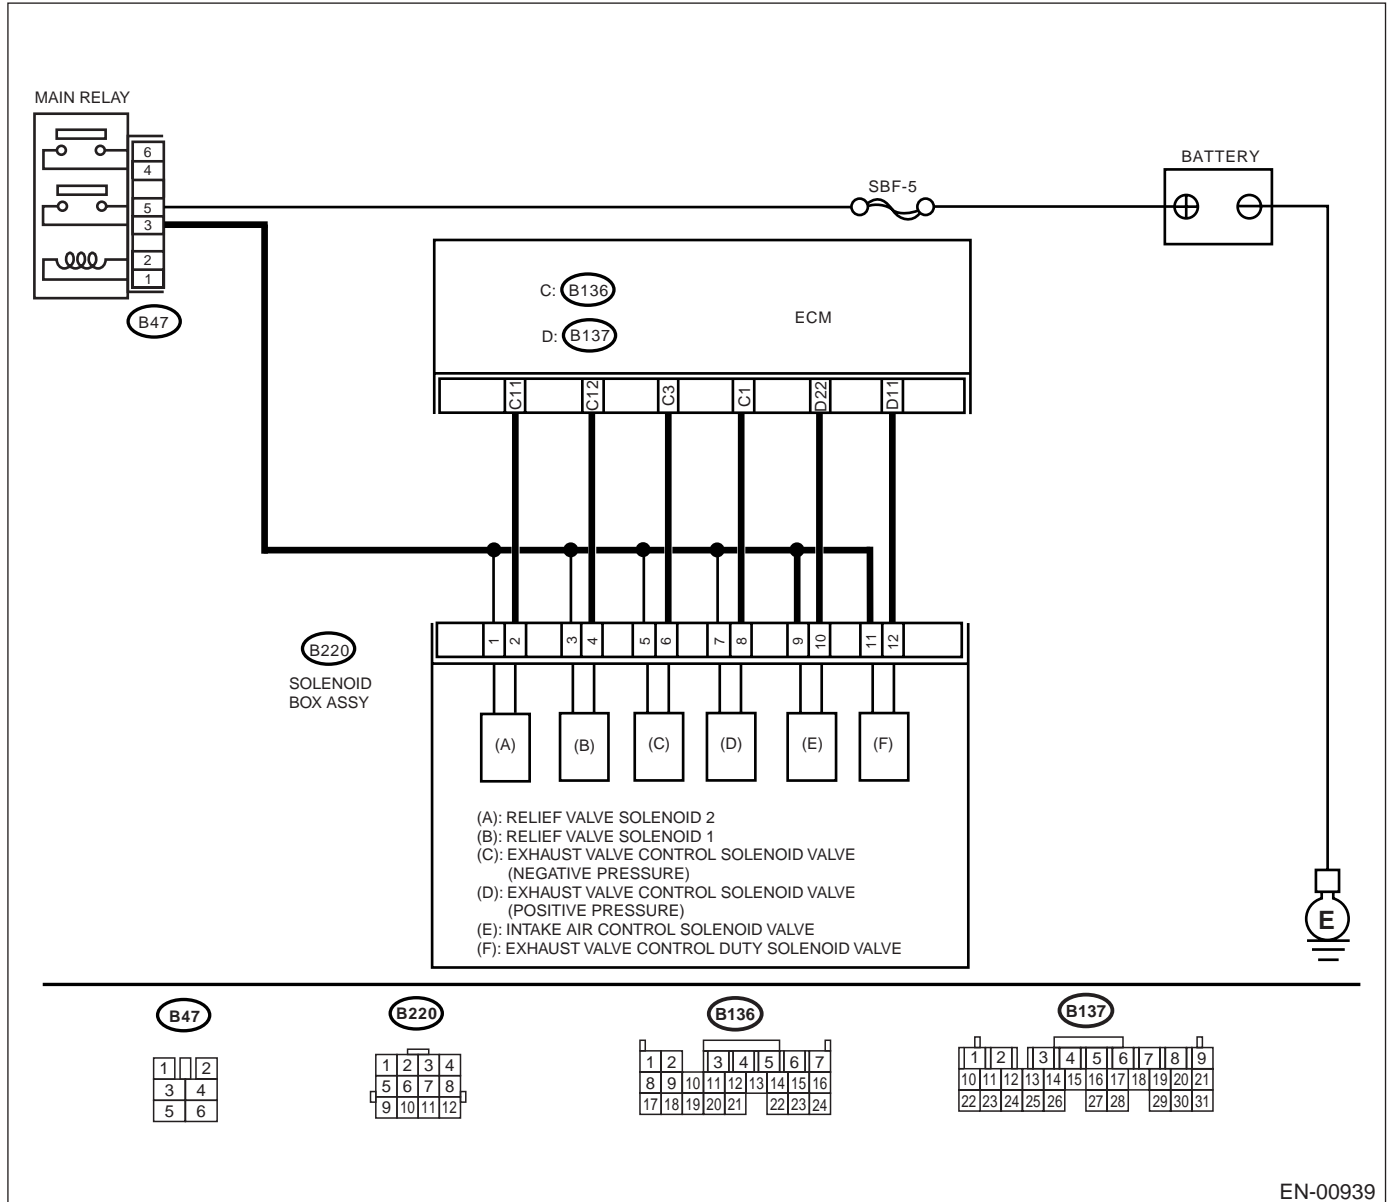 MAIN RELAY
6
4
5
3
2
1
B47
SBF-5
BATTERY
C: B136
D: B137
ECM
C11 C12 C3 C1 D22 D11
B220
SOLENOID
BOX ASSY
1 2 3 4 5 6 7 8 9 10 11 12
(A) (B) (C) (D) (E) (F)
(A): RELIEF VALVE SOLENOID 2
(B): RELIEF VALVE SOLENOID 1
(C): EXHAUST VALVE CONTROL SOLENOID VALVE
(NEGATIVE PRESSURE)
(D): EXHAUST VALVE CONTROL SOLENOID VALVE
(POSITIVE PRESSURE)
(E): INTAKE AIR CONTROL SOLENOID VALVE
(F): EXHAUST VALVE CONTROL DUTY SOLENOID VALVE
E
B47
1 2
3 4
5 6
B220
1 2 3 4
5 6 7 8
9 10 11 12
B136
1 2 3 4 5 6 7
8 9 10 11 12 13 14 15 16
17 18 19 20 21 22 23 24
B137
1 2 3 4 5 6 7 8 9
10 11 12 13 14 15 16 17 18 19 20 21
22 23 24 25 26 27 28 29 30 31
EN-00939